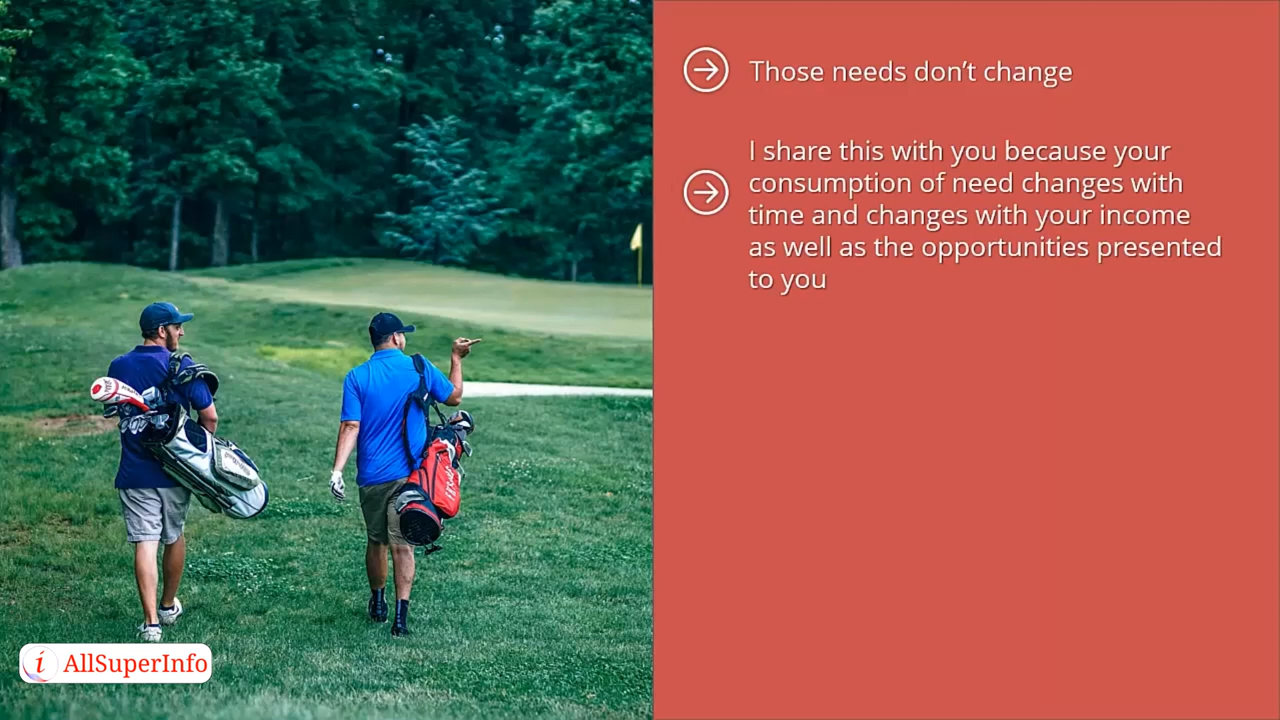 Those needs don’t change
I share this with you because your
consumption of need changes with
time and changes with your income
as well as the opportunities presented
to you
i AllSuperInfo